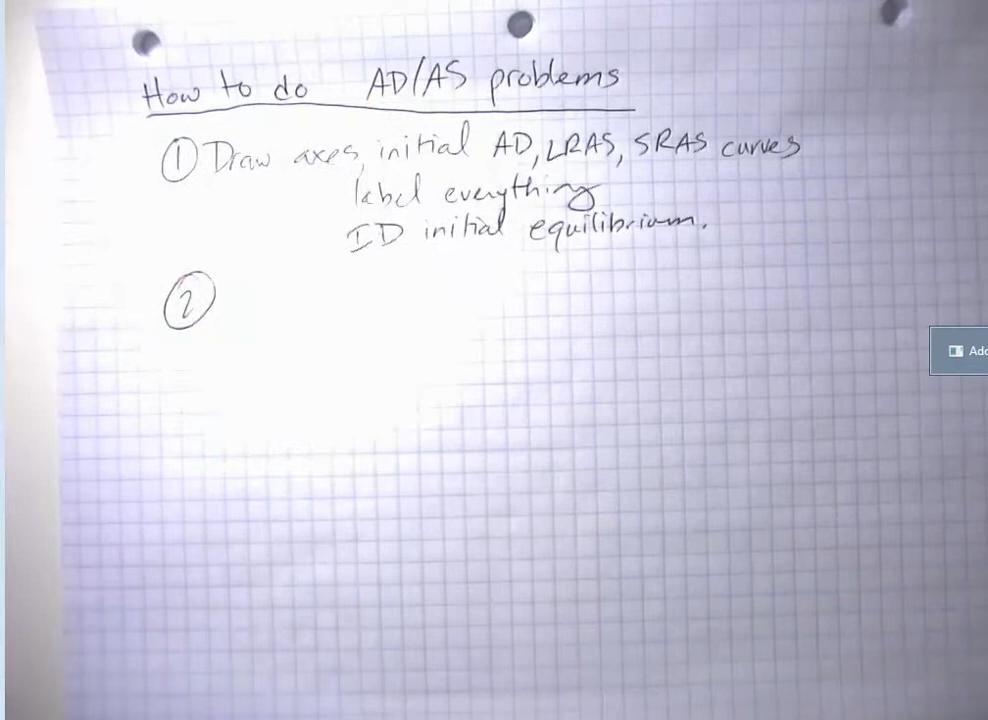 How to do AD/AS problems
① Draw axes, initial AD, LRAS, SRAS curves
label everything
ID initial equilibrium.
②
Add